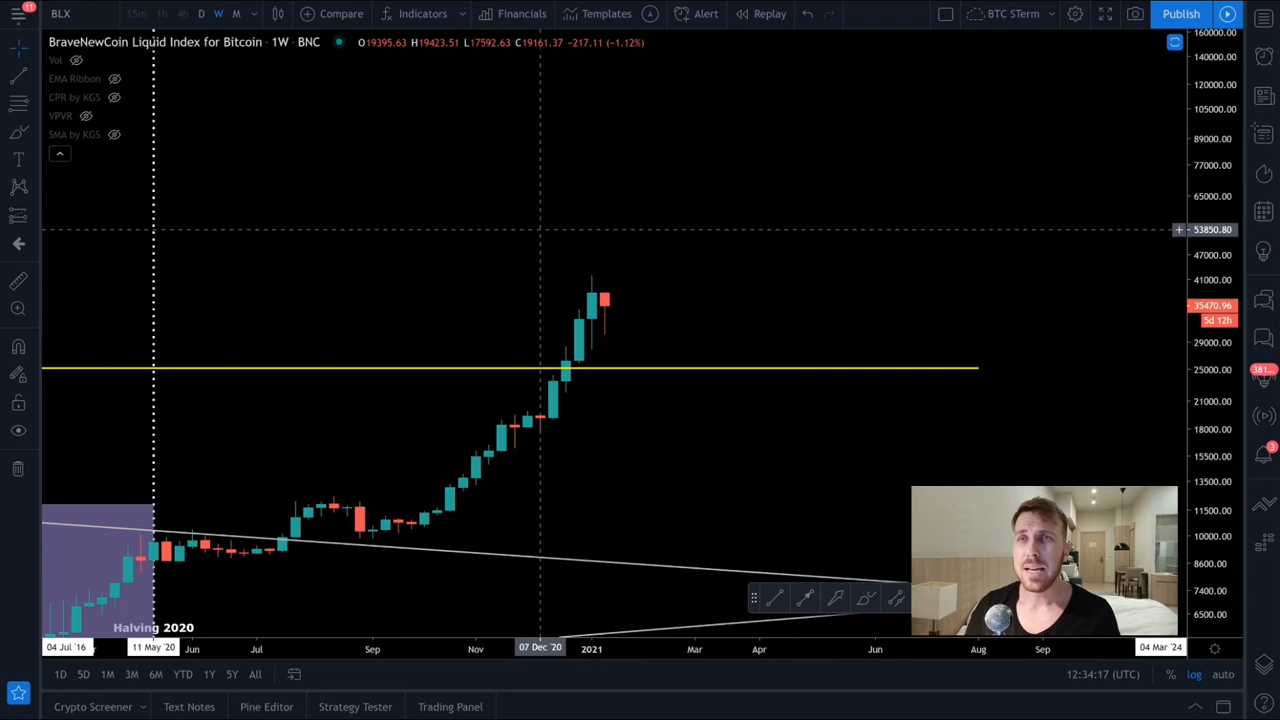 11
BLX
15m 1h 4h D W M
Compare
Indicators
Financials
Templates
Alert
Replay
BTC STerm
Publish
BraveNewCoin Liquid Index for Bitcoin · 1W · BNC
O19395.63 H19423.51 L17592.63 C19161.37 −217.11 (−1.12%)
Vol
EMA Ribbon
CPR by KGS
VPVR
SMA by KGS
160000.00
140000.00
120000.00
105000.00
89000.00
77000.00
65000.00
53850.80
47000.00
41000.00
35470.96
5d 12h
29000.00
25000.00
21000.00
18000.00
15500.00
13500.00
11500.00
10000.00
8600.00
7400.00
6500.00
381...
3
Halving 2020
04 Jul '16
11 May '20
Jun
Jul
Sep
Nov
07 Dec '20
2021
Mar
Apr
Jun
Aug
Sep
04 Mar '24
1D 5D 1M 3M 6M YTD 1Y 5Y All
12:34:17 (UTC)
% log auto
Crypto Screener
Text Notes
Pine Editor
Strategy Tester
Trading Panel